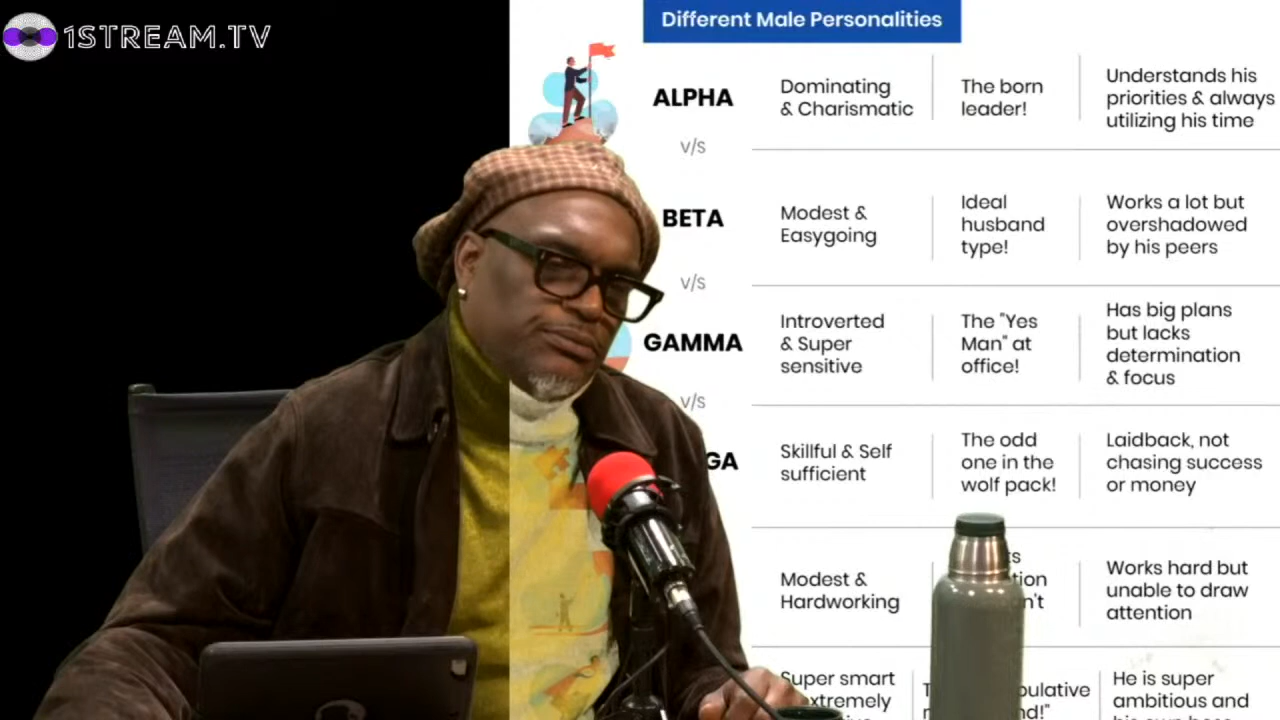 1STREAM.TV
Different Male Personalities
ALPHA
Dominating
& Charismatic
The born
leader!
Understands his
priorities & always
utilizing his time
v/s
BETA
Modest &
Easygoing
Ideal
husband
type!
Works a lot but
overshadowed
by his peers
v/s
GAMMA
Introverted
& Super
sensitive
The "Yes
Man" at
office!
Has big plans
but lacks
determination
& focus
v/s
GA
Skillful & Self
sufficient
The odd
one in the
wolf pack!
Laidback, not
chasing success
or money
Modest &
Hardworking
Works hard but
unable to draw
attention
Super smart
He is super
ambitious and